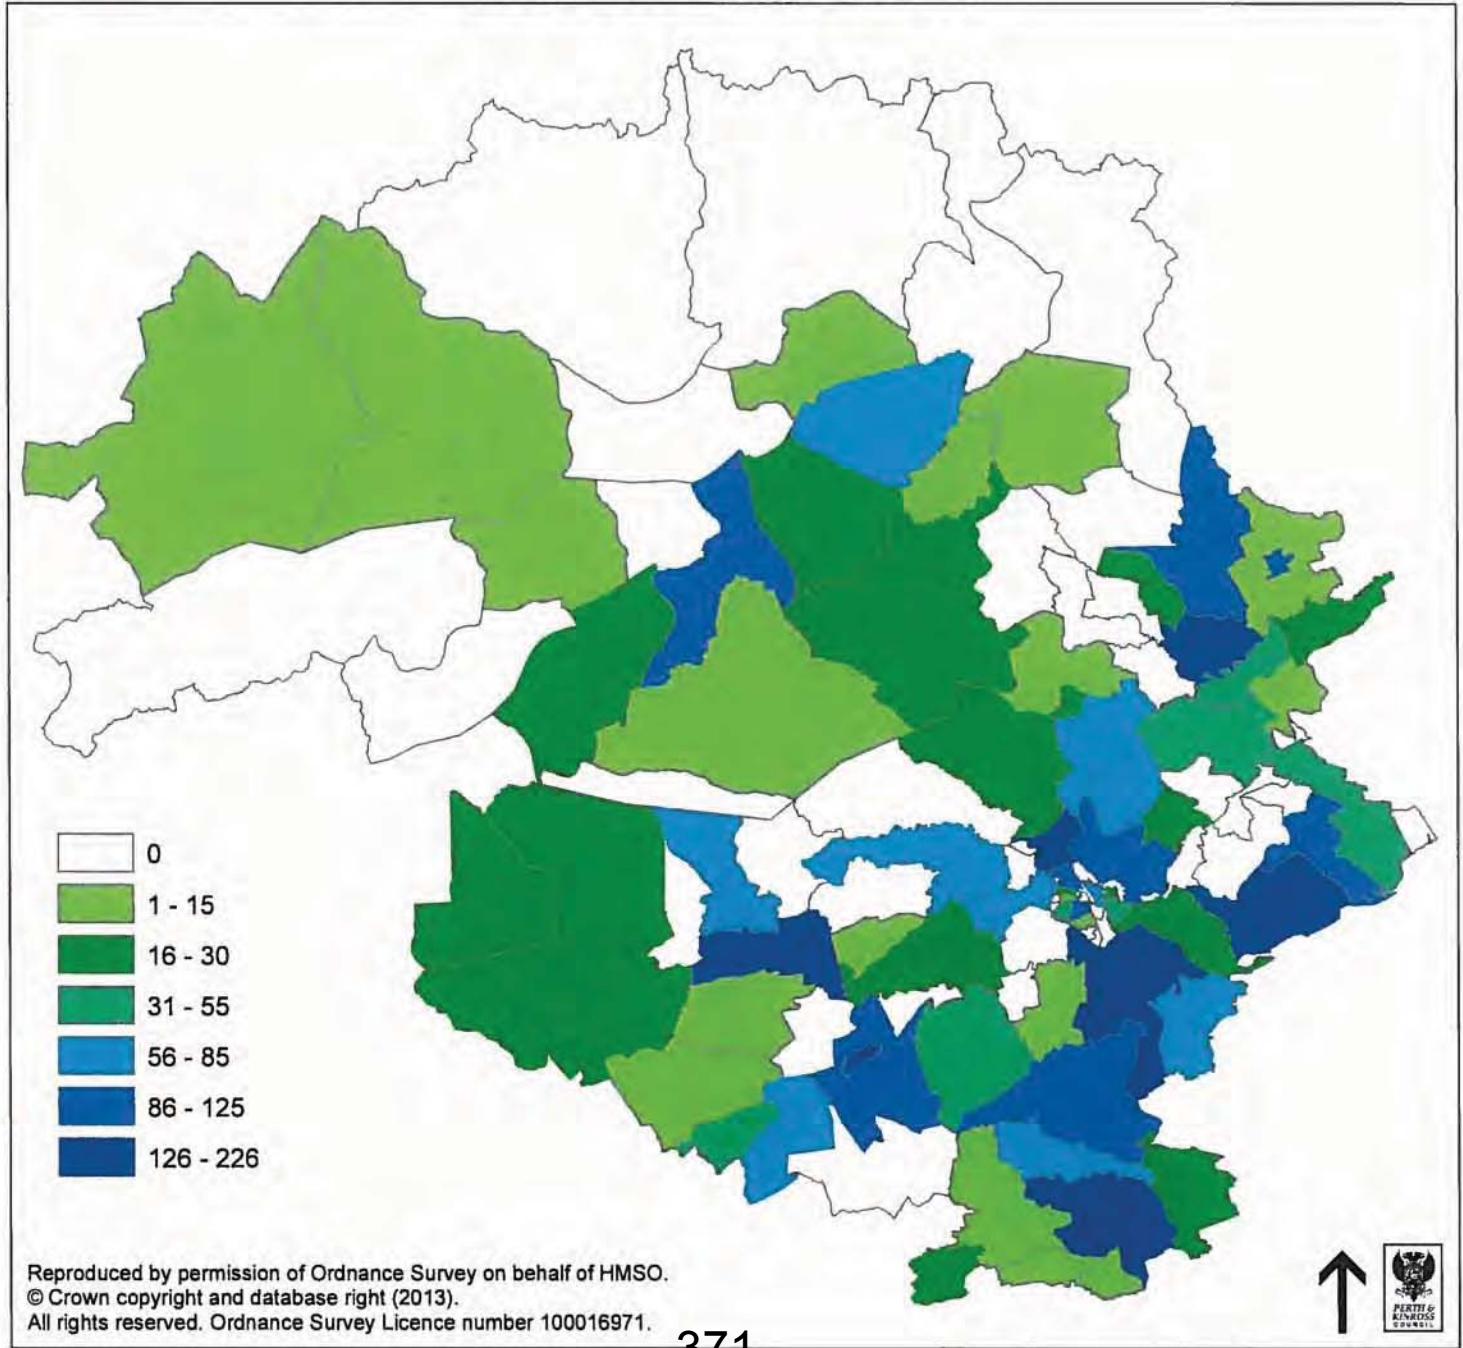 0
1 - 15
16 - 30
31 - 55
56 - 85
86 - 125
126 - 226
Reproduced by permission of Ordnance Survey on behalf of HMSO.
© Crown copyright and database right (2013).
All rights reserved. Ordnance Survey Licence number 100016971.
PERTH &
KINROSS
COUNCIL
371